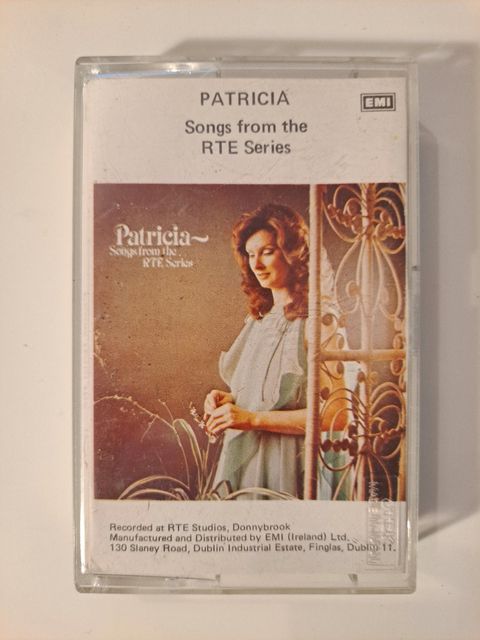 PATRICIA
EMI
Songs from the
RTE Series
Patricia~
Songs from the
RTE Series
Recorded at RTE Studios, Donnybrook
Manufactured and Distributed by EMI (Ireland) Ltd.
130 Slaney Road, Dublin Industrial Estate, Finglas, Dublin 11.